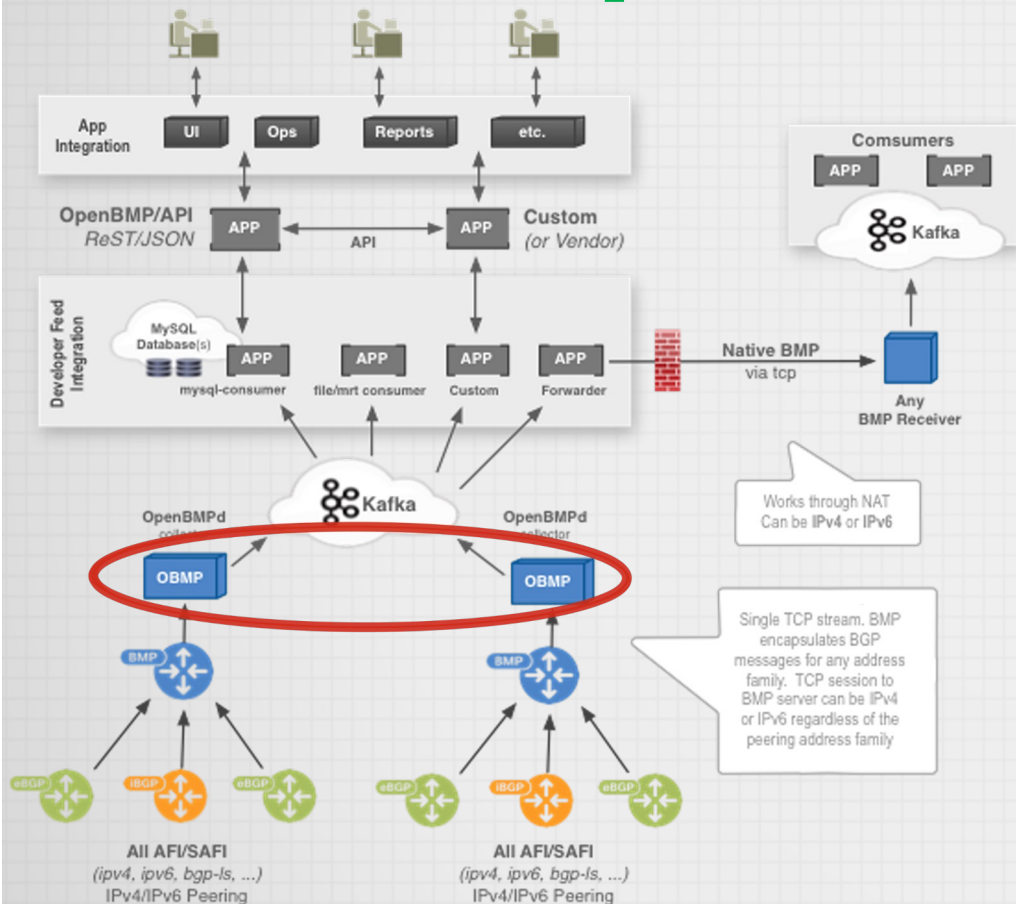 UI
Ops
Reports
etc.
App
Integration
Comsumers
APP
APP
Kafka
OpenBMP/API
ReST/JSON
APP
API
APP
Custom
(or Vendor)
Developer Feed
Integration
MySQL
Database(s)
APP
mysql-consumer
APP
file/mrt consumer
APP
Custom
APP
Forwarder
Native BMP
via tcp
Any
BMP Receiver
Works through NAT
Can be IPv4 or IPv6
Kafka
OpenBMPd
OBMP
OpenBMPd
collector
OBMP
Single TCP stream. BMP
encapsulates BGP
messages for any address
family. TCP session to
BMP server can be IPv4
or IPv6 regardless of the
peering address family
BMP
BMP
eBGP
iBGP
eBGP
eBGP
iBGP
eBGP
All AFI/SAFI
(ipv4, ipv6, bgp-ls, ...)
IPv4/IPv6 Peering
All AFI/SAFI
(ipv4, ipv6, bgp-ls, ...)
IPv4/IPv6 Peering